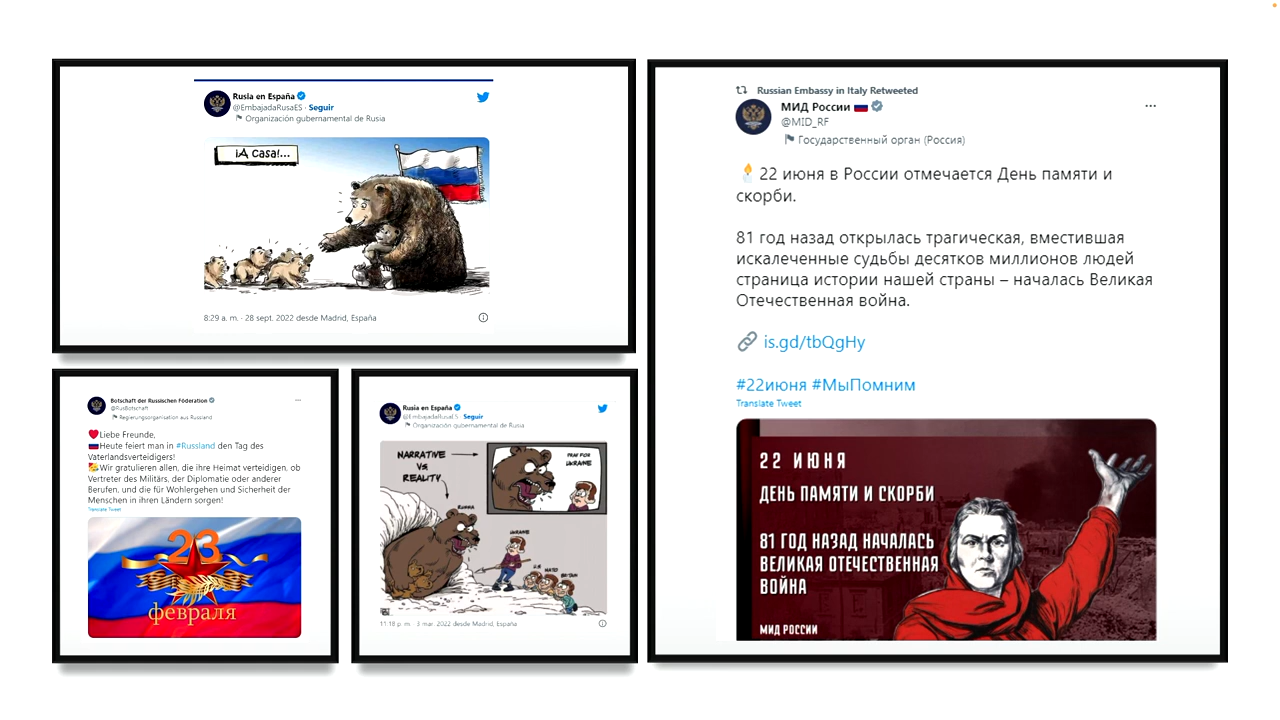 Rusia en España
@EmbajadaRusaES · Seguir
Organización gubernamental de Rusia
¡A casa!...
8:29 a. m. · 28 sept. 2022 desde Madrid, España
Botschaft der Russischen Föderation
@RusBotschaft
Regierungsorganisation aus Russland
Liebe Freunde,
Heute feiert man in #Russland den Tag des
Vaterlandsverteidigers!
Wir gratulieren allen, die ihre Heimat verteidigen, ob
Vertreter des Militärs, der Diplomatie oder anderer
Berufen, und die für Wohlergehen und Sicherheit der
Menschen in ihren Ländern sorgen!
Translate Tweet
23
февраля
Rusia en España
@EmbajadaRusaES · Seguir
Organización gubernamental de Rusia
NARRATIVE
VS
REALITY
PRAY FOR
UKRAINE
RUSSIA
UKRAINE
U.S
NATO
BRITAIN
11:18 p. m. · 3 mar. 2022 desde Madrid, España
Russian Embassy in Italy Retweeted
МИД России
@MID_RF
Государственный орган (Россия)
22 июня в России отмечается День памяти и
скорби.
81 год назад открылась трагическая, вместившая
искалеченные судьбы десятков миллионов людей
страница истории нашей страны – началась Великая
Отечественная война.
is.gd/tbQgHy
#22июня #МыПомним
Translate Tweet
22 ИЮНЯ
ДЕНЬ ПАМЯТИ И СКОРБИ
81 ГОД НАЗАД НАЧАЛАСЬ
ВЕЛИКАЯ ОТЕЧЕСТВЕННАЯ
ВОЙНА
МИД РОССИИ